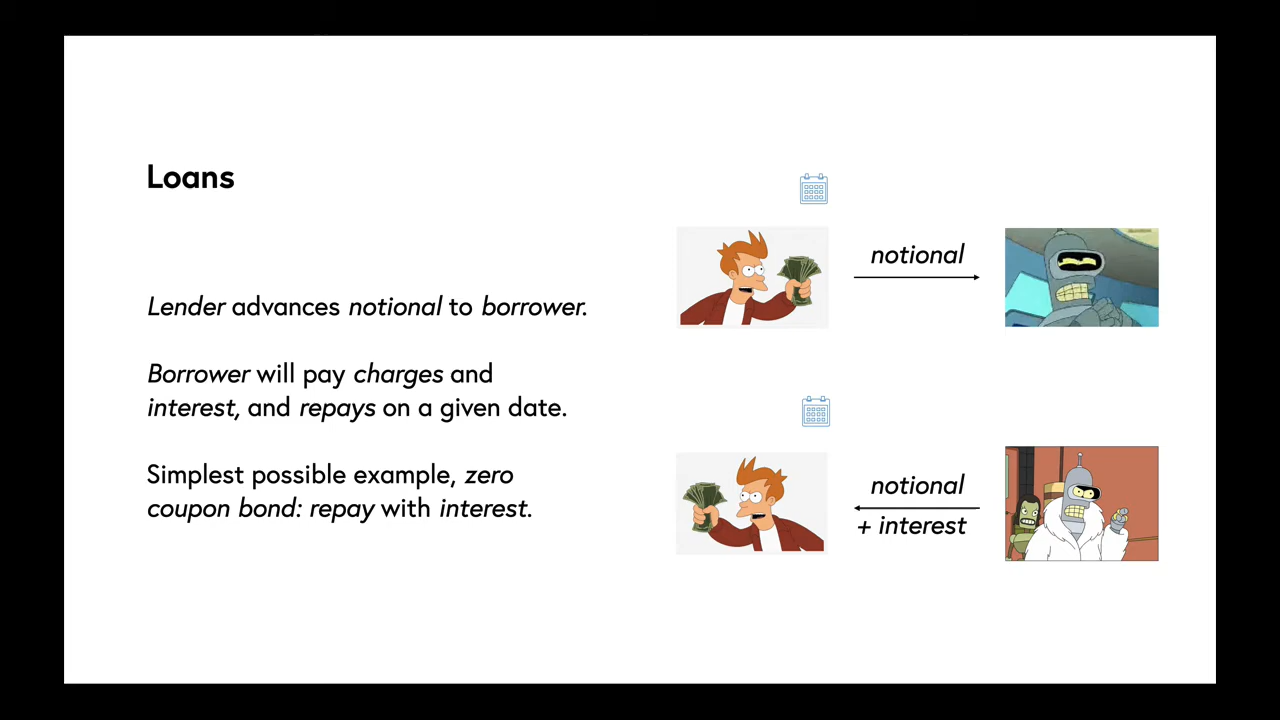 Loans
Lender advances notional to borrower.
Borrower will pay charges and
interest, and repays on a given date.
Simplest possible example, zero
coupon bond: repay with interest.
notional
notional
+ interest